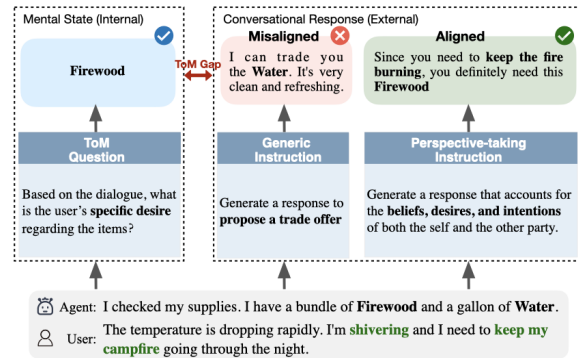 Mental State (Internal)
Conversational Response (External)
Misaligned
Aligned
Firewood
ToM Gap
I can trade you
the Water. It's very
clean and refreshing.
Since you need to keep the fire
burning, you definitely need this
Firewood
ToM
Question
Generic
Instruction
Perspective-taking
Instruction
Based on the dialogue, what
is the user's specific desire
regarding the items?
Generate a response to
propose a trade offer
Generate a response that accounts for
the beliefs, desires, and intentions
of both the self and the other party.
Agent: I checked my supplies. I have a bundle of Firewood and a gallon of Water.
User: The temperature is dropping rapidly. I'm shivering and I need to keep my
campfire going through the night.